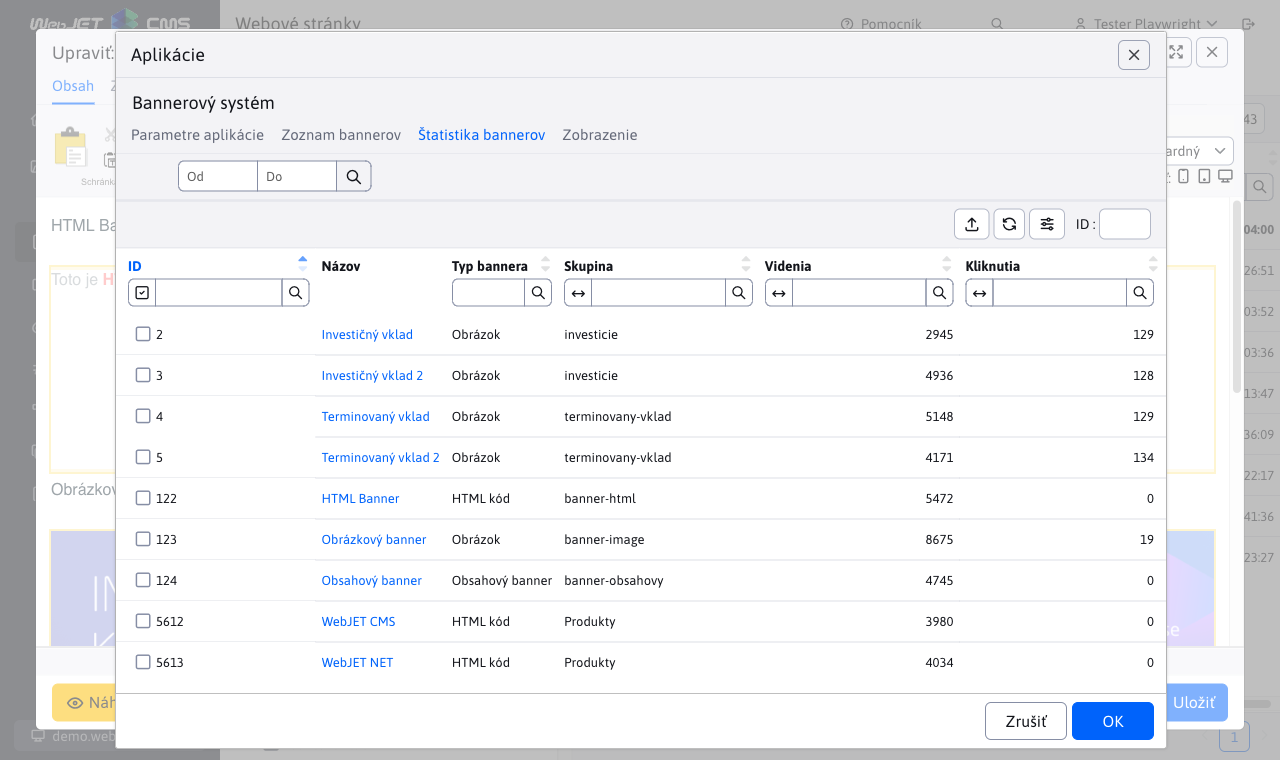 WebJET CMS
Webové stránky
Pomocník
Tester Playwright
Upraviť:
Aplikácie
Obsah
Bannerový systém
Parametre aplikácie Zoznam bannerov Štatistika bannerov Zobrazenie
43
Schránka
Od Do
HTML Ba
ID :
04:00
ID Názov Typ bannera Skupina Videnia Kliknutia
Toto je H
26:51
03:52
2 Investičný vklad Obrázok investicie 2945 129
03:36
3 Investičný vklad 2 Obrázok investicie 4936 128
13:47
4 Terminovaný vklad Obrázok terminovany-vklad 5148 129
36:09
5 Terminovaný vklad 2 Obrázok terminovany-vklad 4171 134
22:17
Obrázkov
122 HTML Banner HTML kód banner-html 5472 0
41:36
123 Obrázkový banner Obrázok banner-image 8675 19
23:27
124 Obsahový banner Obsahový banner banner-obsahovy 4745 0
5612 WebJET CMS HTML kód Produkty 3980 0
5613 WebJET NET HTML kód Produkty 4034 0
Náh
Uložiť
Zrušiť OK
demo.web
1